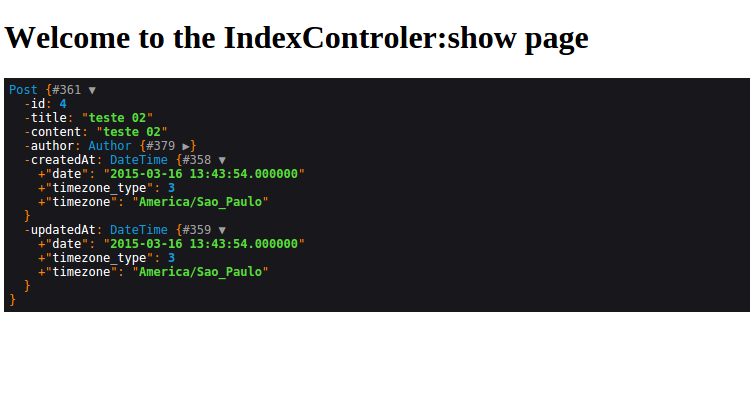 Welcome to the IndexControler:show page
Post {#361 ▼
  -id: 4
  -title: "teste 02"
  -content: "teste 02"
  -author: Author {#379 ▶}
  -createdAt: DateTime {#358 ▼
    +"date": "2015-03-16 13:43:54.000000"
    +"timezone_type": 3
    +"timezone": "America/Sao_Paulo"
  }
  -updatedAt: DateTime {#359 ▼
    +"date": "2015-03-16 13:43:54.000000"
    +"timezone_type": 3
    +"timezone": "America/Sao_Paulo"
  }
}